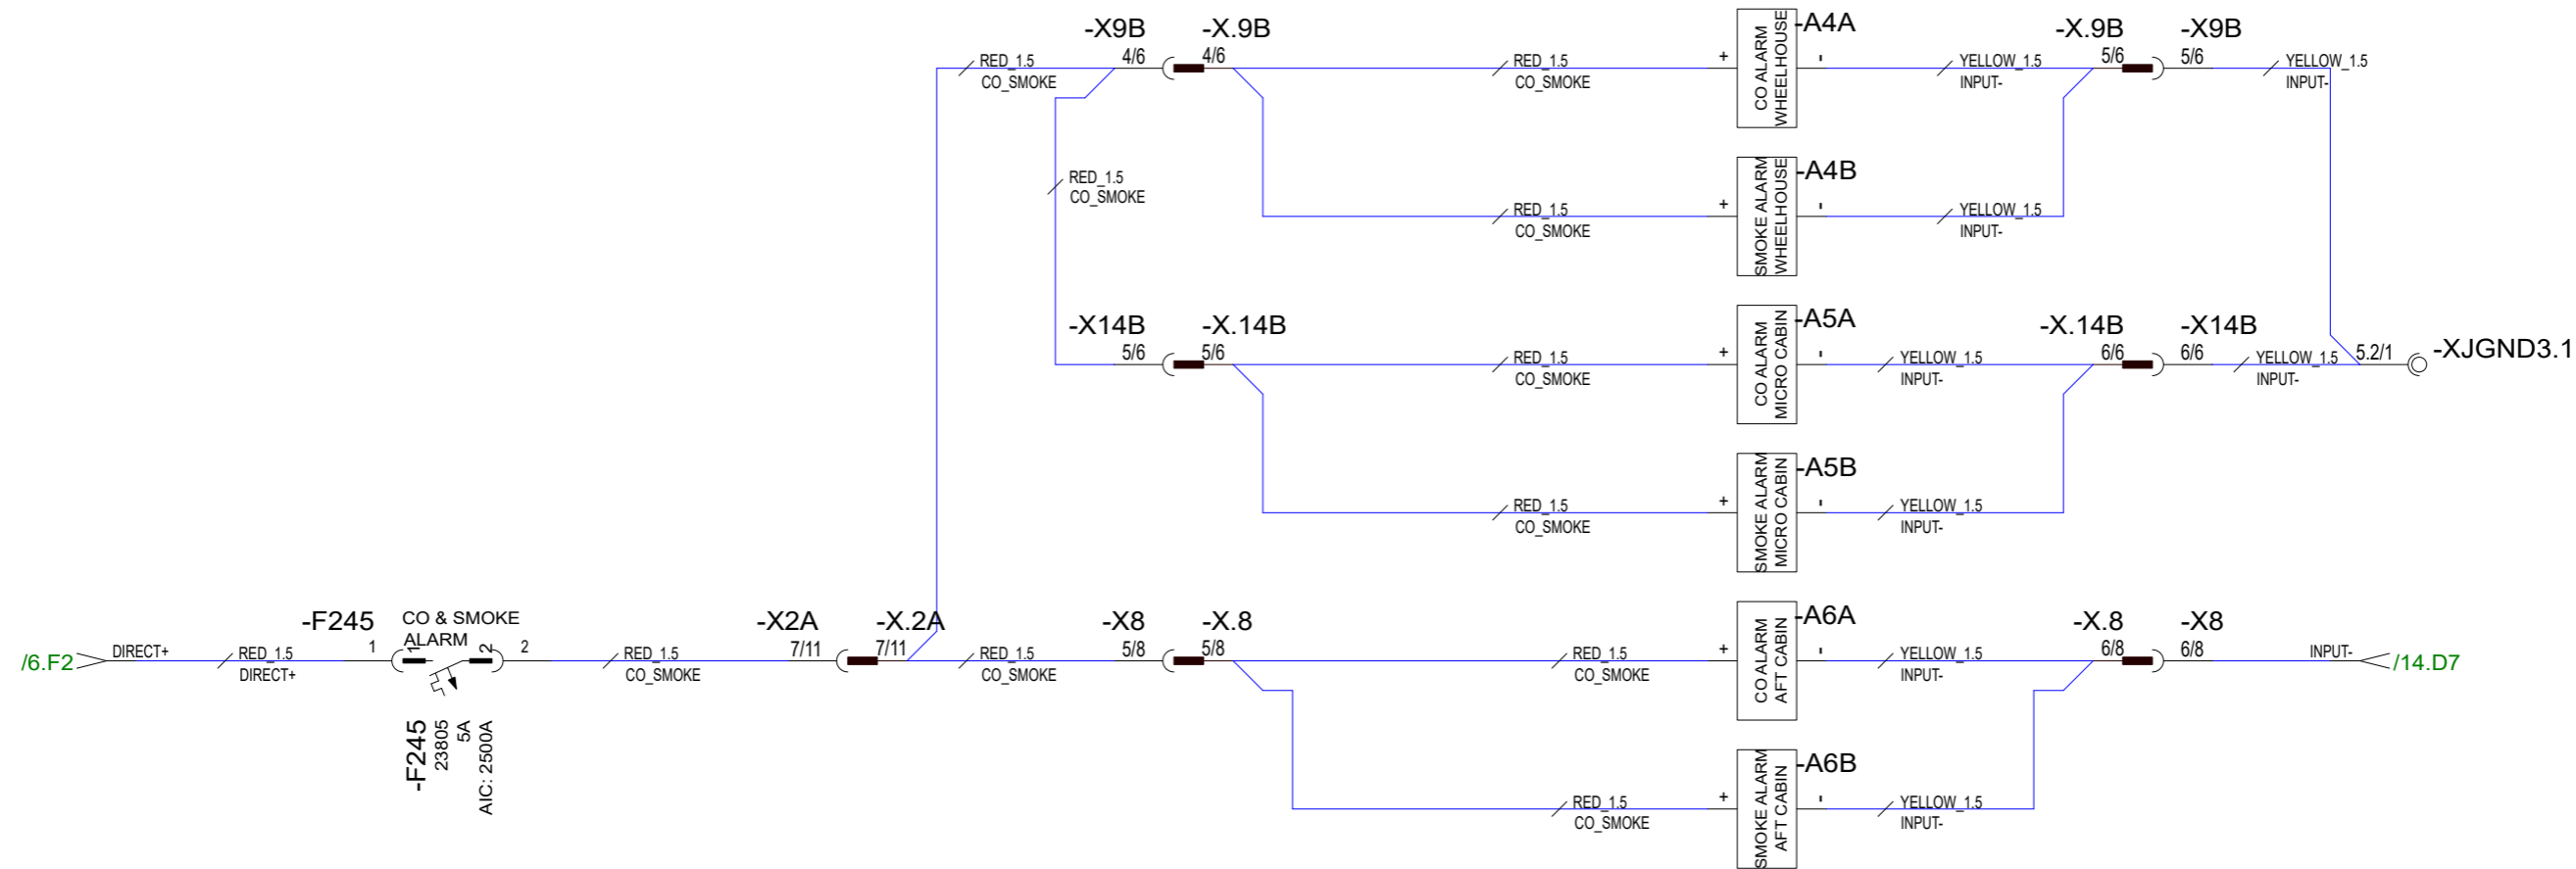 -X9B
4/6
-X.9B
4/6
-A4A
-X.9B
5/6
-X9B
5/6
RED_1.5
CO_SMOKE
RED_1.5
CO_SMOKE
+
CO ALARM
WHEELHOUSE
-
YELLOW_1.5
INPUT-
YELLOW_1.5
INPUT-
RED_1.5
CO_SMOKE
-A4B
RED_1.5
CO_SMOKE
+
SMOKE ALARM
WHEELHOUSE
-
YELLOW_1.5
INPUT-
-X14B
5/6
-X.14B
5/6
-A5A
-X.14B
6/6
-X14B
6/6
RED_1.5
CO_SMOKE
+
CO ALARM
MICRO CABIN
-
YELLOW_1.5
INPUT-
YELLOW_1.5
INPUT-
5.2/1
-XJGND3.1
-A5B
RED_1.5
CO_SMOKE
+
SMOKE ALARM
MICRO CABIN
-
YELLOW_1.5
INPUT-
/6.F2
DIRECT+
RED_1.5
DIRECT+
-F245
1
CO & SMOKE
ALARM
1
2
2
-F245
23805
5A
AIC: 2500A
RED_1.5
CO_SMOKE
-X2A
7/11
-X.2A
7/11
RED_1.5
CO_SMOKE
-X8
5/8
-X.8
5/8
RED_1.5
CO_SMOKE
+
CO ALARM
AFT CABIN
-A6A
-
YELLOW_1.5
INPUT-
-X.8
6/8
-X8
6/8
INPUT-
/14.D7
-A6B
RED_1.5
CO_SMOKE
+
SMOKE ALARM
AFT CABIN
-
YELLOW_1.5
INPUT-